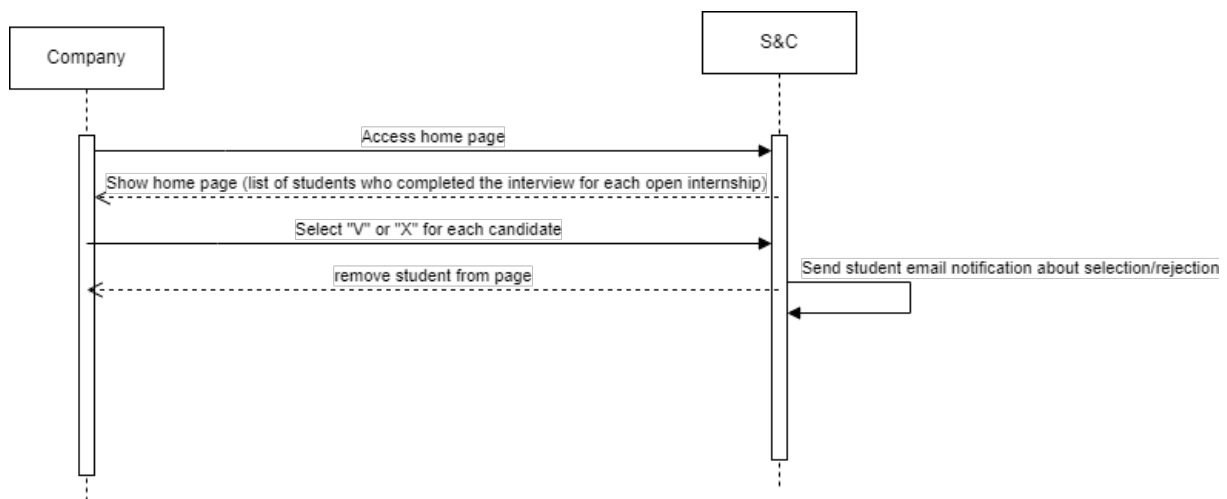 Company
S&C
Access home page
Show home page (list of students who completed the interview for each open internship)
Select "V" or "X" for each candidate
Send student email notification about selection/rejection
remove student from page